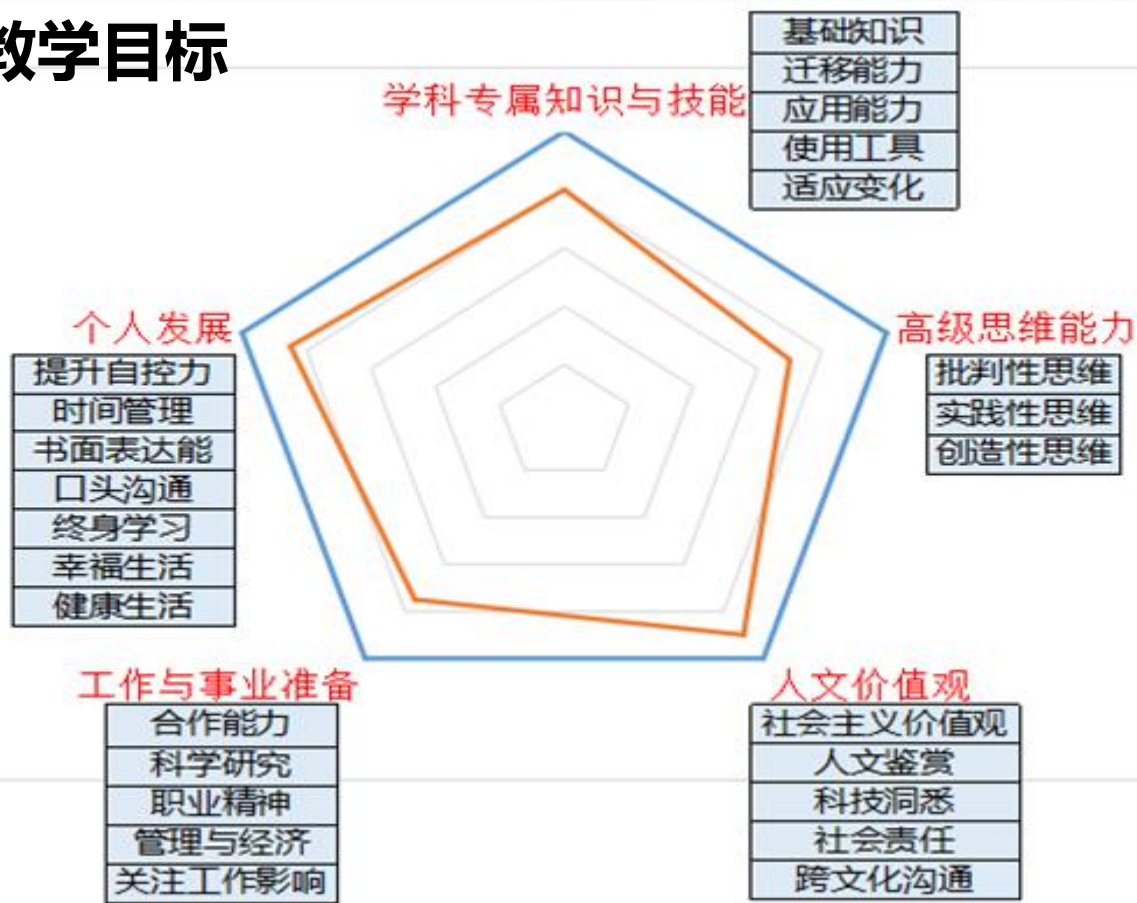 教学目标
学科专属知识与技能
基础知识
迁移能力
应用能力
使用工具
适应变化
高级思维能力
批判性思维
实践性思维
创造性思维
个人发展
提升自控力
时间管理
书面表达能
口头沟通
终身学习
幸福生活
健康生活
工作与事业准备
合作能力
科学研究
职业精神
管理与经济
关注工作影响
人文价值观
社会主义价值观
人文鉴赏
科技洞悉
社会责任
跨文化沟通